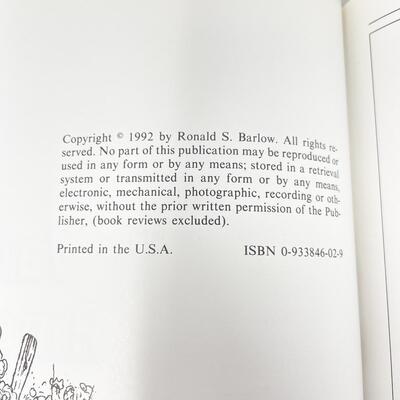 Copyright © 1992 by Ronald S. Barlow. All rights re-
served. No part of this publication may be reproduced or
used in any form or by any means; stored in a retrieval
system or transmitted in any form or by any means,
electronic, mechanical, photographic, recording or oth-
erwise, without the prior written permission of the Pub-
lisher, (book reviews excluded).
Printed in the U.S.A. ISBN 0-933846-02-9